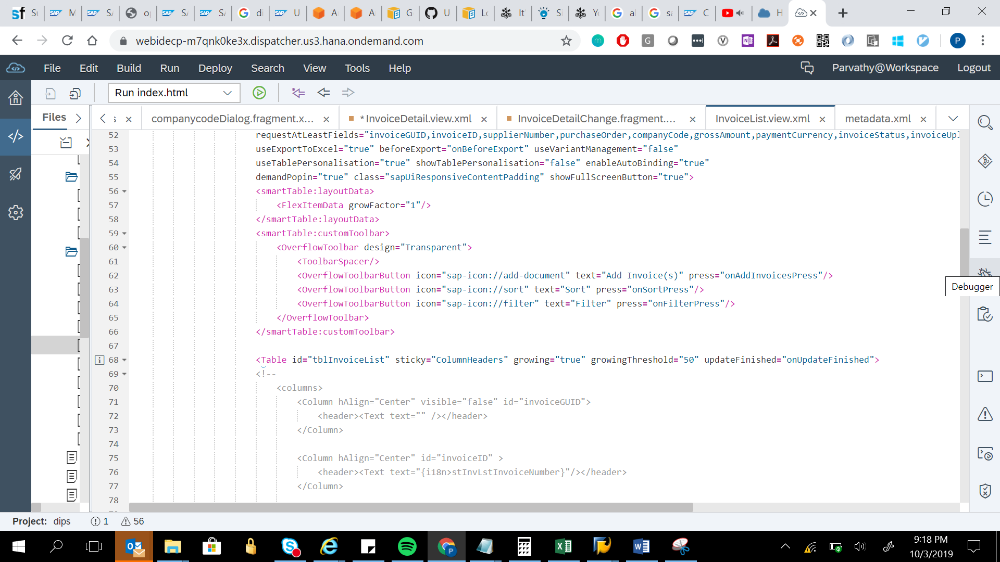 webidecp-m7qnk0ke3x.dispatcher.us3.hana.ondemand.com
File Edit Build Run Deploy Search View Tools Help Parvathy@Workspace Logout
Run index.html
Files companycodeDialog.fragment.x... *InvoiceDetail.view.xml InvoiceDetailChange.fragment.... InvoiceList.view.xml metadata.xml
52 requestAtLeastFields="invoiceGUID,invoiceID,supplierNumber,purchaseOrder,companyCode,grossAmount,paymentCurrency,invoiceStatus,invoiceUpl
53 useExportToExcel="true" beforeExport="onBeforeExport" useVariantManagement="false"
54 useTablePersonalisation="true" showTablePersonalisation="false" enableAutoBinding="true"
55 demandPopin="true" class="sapUiResponsiveContentPadding" showFullScreenButton="true">
56 <smartTable:layoutData>
57 <FlexItemData growFactor="1"/>
58 </smartTable:layoutData>
59 <smartTable:customToolbar>
60 <OverflowToolbar design="Transparent">
61 <ToolbarSpacer/>
62 <OverflowToolbarButton icon="sap-icon://add-document" text="Add Invoice(s)" press="onAddInvoicesPress"/>
63 <OverflowToolbarButton icon="sap-icon://sort" text="Sort" press="onSortPress"/>
Debugger
64 <OverflowToolbarButton icon="sap-icon://filter" text="Filter" press="onFilterPress"/>
65 </OverflowToolbar>
66 </smartTable:customToolbar>
67
68 <Table id="tblInvoiceList" sticky="ColumnHeaders" growing="true" growingThreshold="50" updateFinished="onUpdateFinished">
69 <!--
70 <columns>
71 <Column hAlign="Center" visible="false" id="invoiceGUID">
72 <header><Text text="" /></header>
73 </Column>
74
75 <Column hAlign="Center" id="invoiceID" >
76 <header><Text text="{i18n>stInvLstInvoiceNumber}"/></header>
77 </Column>
78
Project: dips 1 56
9:18 PM
10/3/2019